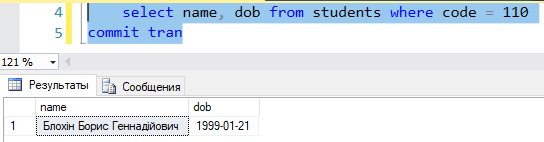 4 select name, dob from students where code = 110
5 commit tran
121 %
Результаты Сообщения
name dob
1 Блохін Борис Геннадійович 1999-01-21